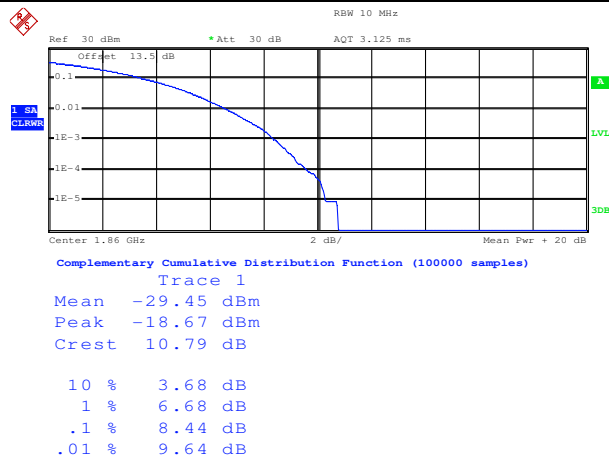 RBW 10 MHz
Ref 30 dBm *Att 30 dB AQT 3.125 ms
Offset 13.5 dB
0.1
A
0.01
1 SA
CLRWR
1E-3
LVL
1E-4
1E-5
3DB
Center 1.86 GHz 2 dB/ Mean Pwr + 20 dB
Complementary Cumulative Distribution Function (100000 samples)
Trace 1
Mean -29.45 dBm
Peak -18.67 dBm
Crest 10.79 dB
10 % 3.68 dB
1 % 6.68 dB
.1 % 8.44 dB
.01 % 9.64 dB